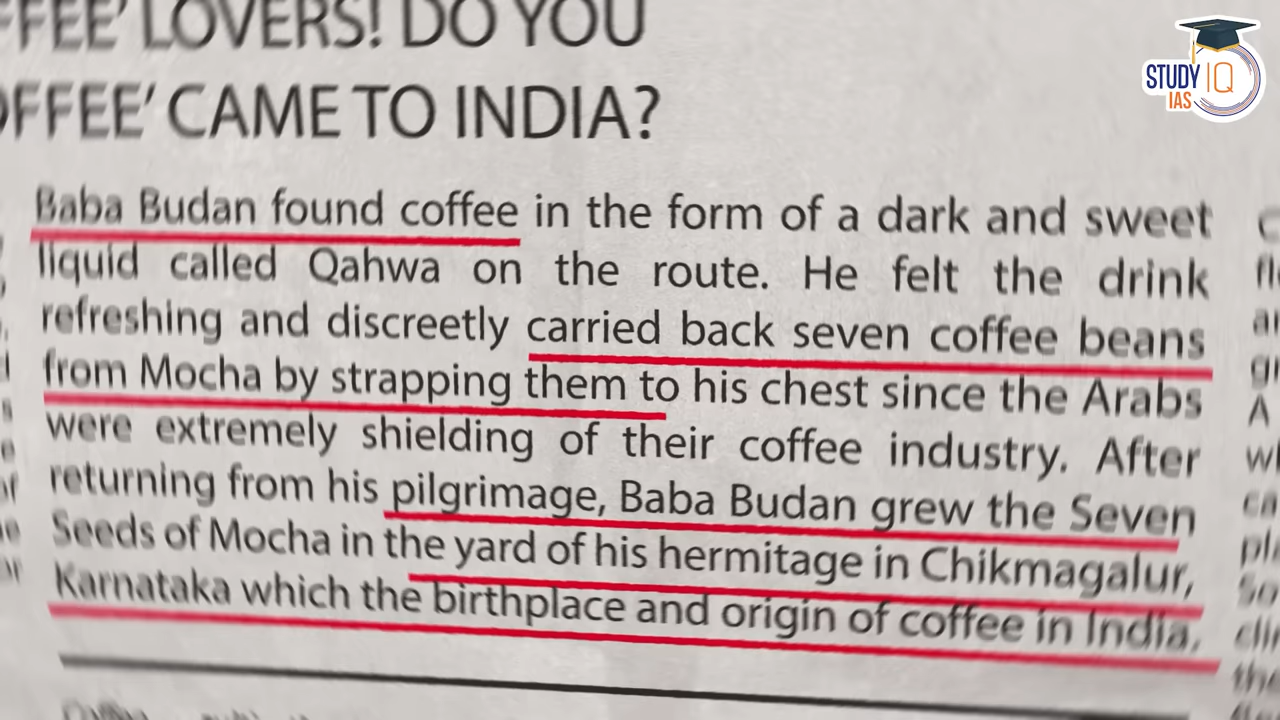 FFEE' LOVERS! DO YOU
OFFEE' CAME TO INDIA?
STUDY IQ
IAS
Baba Budan found coffee in the form of a dark and sweet
liquid called Qahwa on the route. He felt the drink
refreshing and discreetly carried back seven coffee beans
from Mocha by strapping them to his chest since the Arabs
were extremely shielding of their coffee industry. After
returning from his pilgrimage, Baba Budan grew the Seven
Seeds of Mocha in the yard of his hermitage in Chikmagalur,
Karnataka which the birthplace and origin of coffee in India.